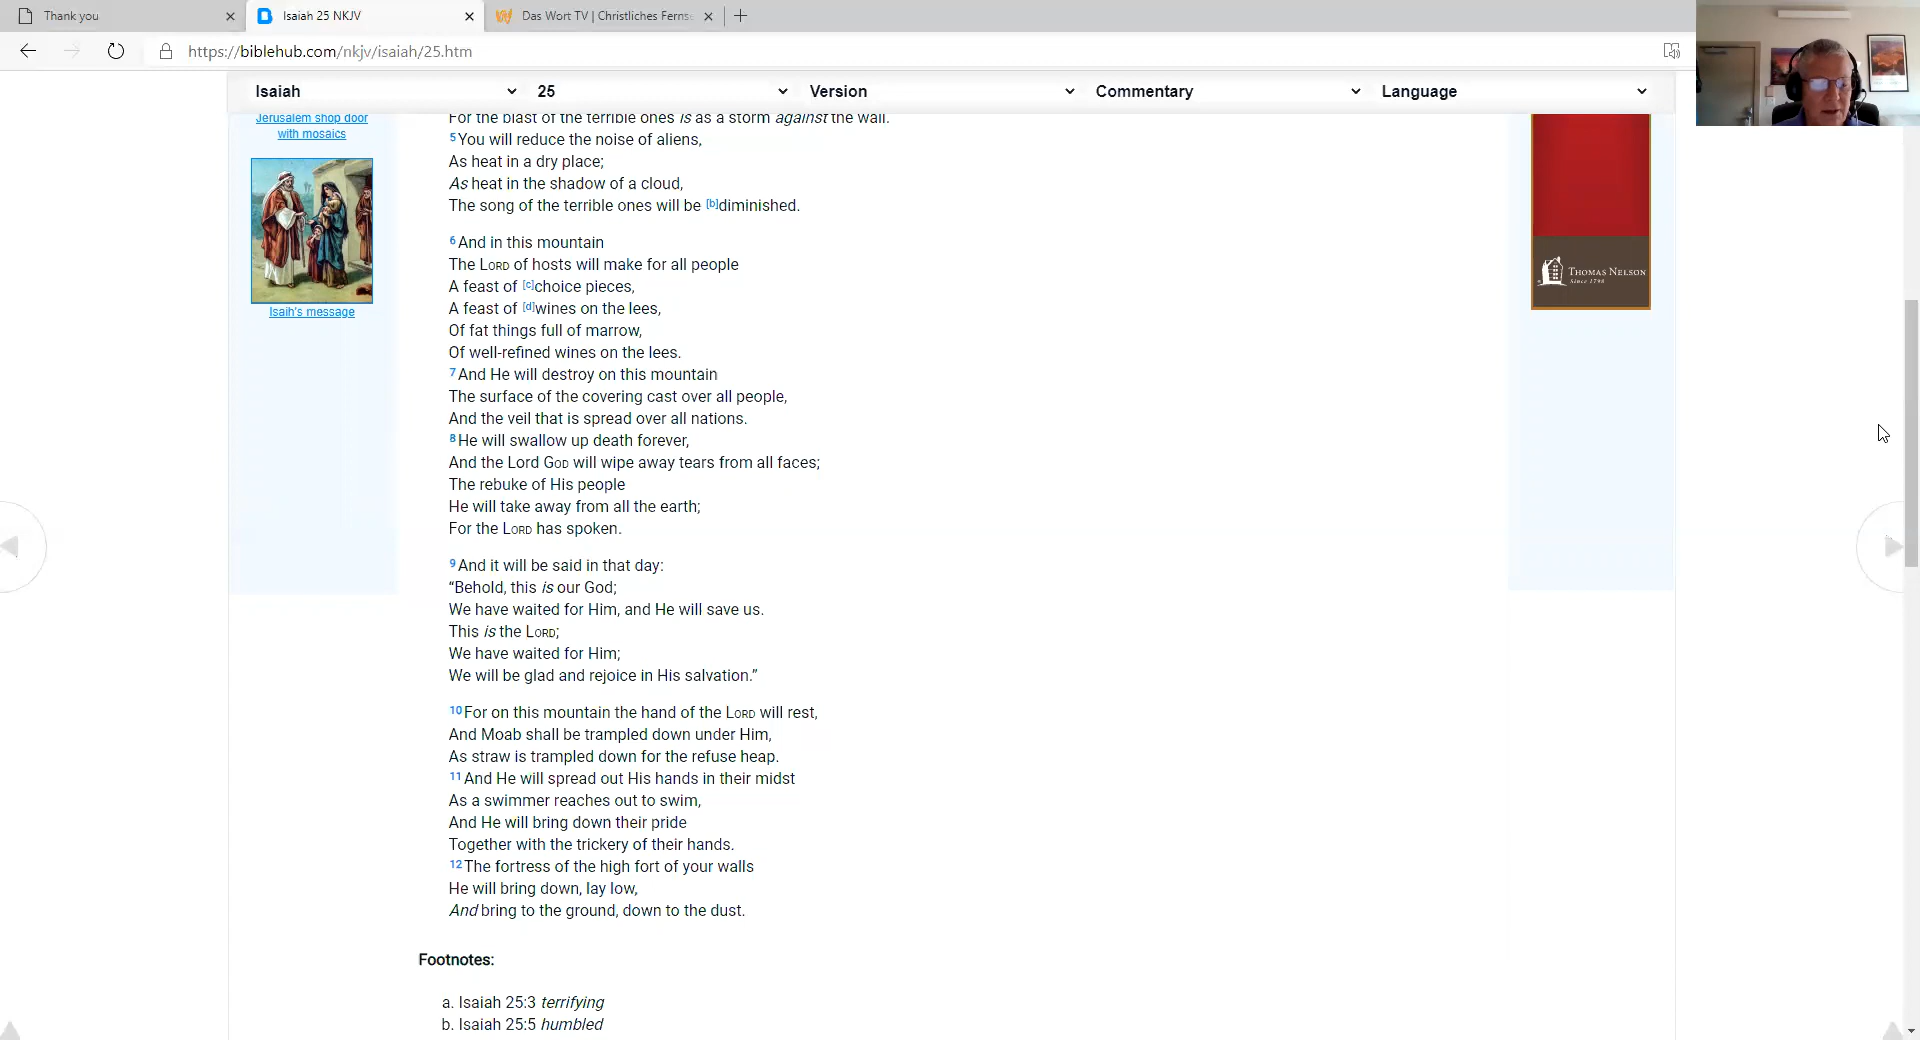 Thank you
Isaiah 25 NKJV
Das Wort TV | Christliches Ferns
https://biblehub.com/nkjv/isaiah/25.htm
Isaiah
25
Version
Commentary
Language
Jerusalem shop door
with mosaics
Isaih's message
For the blast of the terrible ones is as a storm against the wall.
5 You will reduce the noise of aliens,
As heat in a dry place;
As heat in the shadow of a cloud,
The song of the terrible ones will be [b]diminished.
6 And in this mountain
The LORD of hosts will make for all people
A feast of [c]choice pieces,
A feast of [d]wines on the lees,
Of fat things full of marrow,
Of well-refined wines on the lees.
7 And He will destroy on this mountain
The surface of the covering cast over all people,
And the veil that is spread over all nations.
8 He will swallow up death forever,
And the Lord GOD will wipe away tears from all faces;
The rebuke of His people
He will take away from all the earth;
For the LORD has spoken.
9 And it will be said in that day:
“Behold, this is our God;
We have waited for Him, and He will save us.
This is the LORD;
We have waited for Him;
We will be glad and rejoice in His salvation.”
10 For on this mountain the hand of the LORD will rest,
And Moab shall be trampled down under Him,
As straw is trampled down for the refuse heap.
11 And He will spread out His hands in their midst
As a swimmer reaches out to swim,
And He will bring down their pride
Together with the trickery of their hands.
12 The fortress of the high fort of your walls
He will bring down, lay low,
And bring to the ground, down to the dust.
Footnotes:
a. Isaiah 25:3 terrifying
b. Isaiah 25:5 humbled
THOMAS NELSON
Since 1798